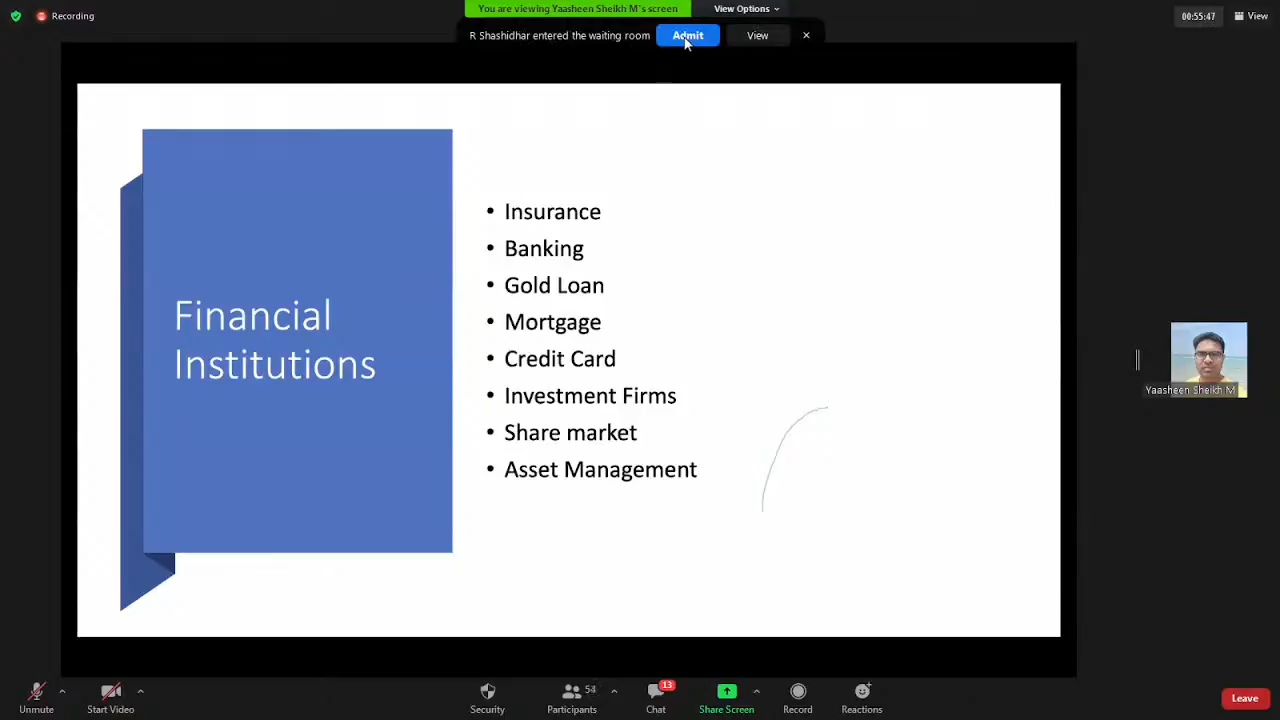 Recording
You are viewing Yaasheen Sheikh M's screen
View Options
00:55:47
View
R Shashidhar entered the waiting room
Admit
View
Financial
Institutions
• Insurance
• Banking
• Gold Loan
• Mortgage
• Credit Card
• Investment Firms
• Share market
• Asset Management
Yaasheen Sheikh M
Unmute
Start Video
Security
54
Participants
13
Chat
Share Screen
Record
Reactions
Leave